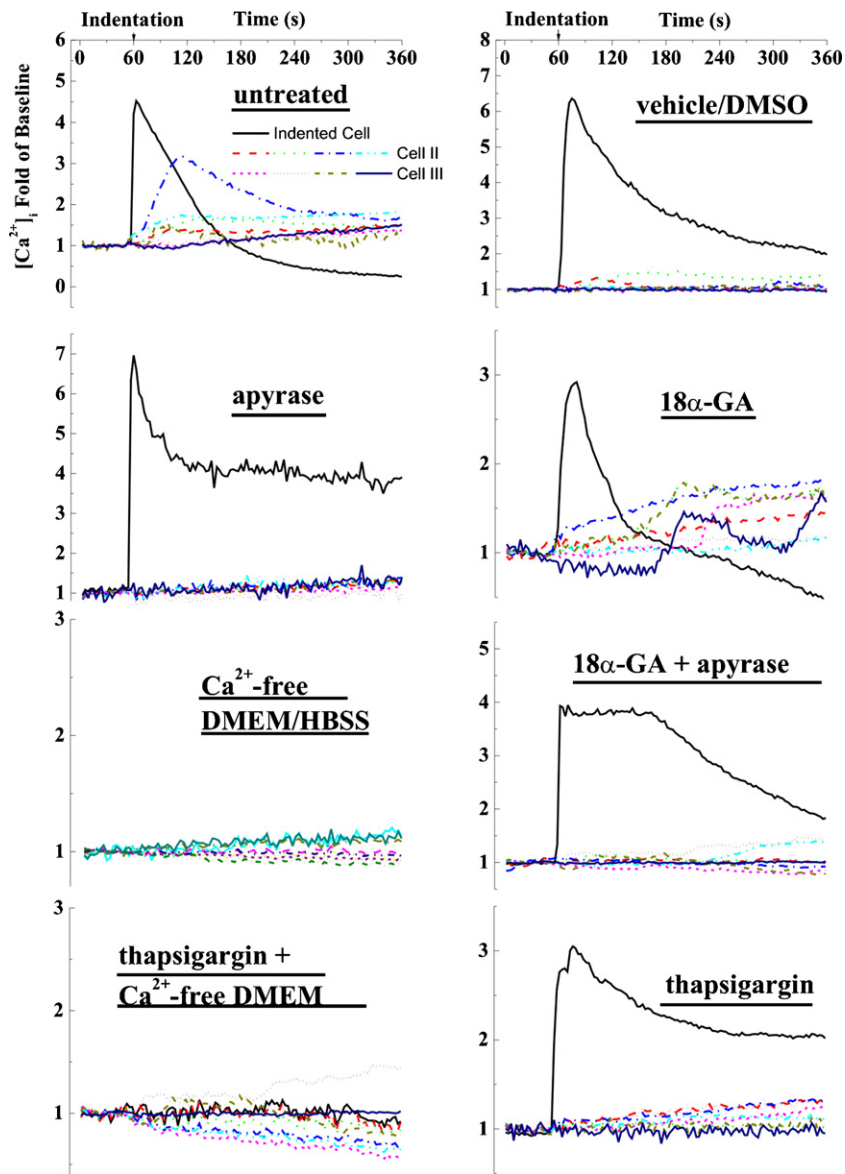 Indentation Time (s) Indentation Time (s)
0 60 120 180 240 300 360
0 60 120 180 240 300 360
[Ca²⁺]ᵢ Fold of Baseline
6
5
4
3
2
1
0
untreated
Indented Cell
Cell II
Cell III
8
7
6
5
4
3
2
1
vehicle/DMSO
7
6
5
4
3
2
1
apyrase
3
2
1
18α-GA
3
2
1
Ca²⁺-free
DMEM/HBSS
5
4
3
2
1
18α-GA + apyrase
3
2
1
thapsigargin +
Ca²⁺-free DMEM
3
2
1
thapsigargin